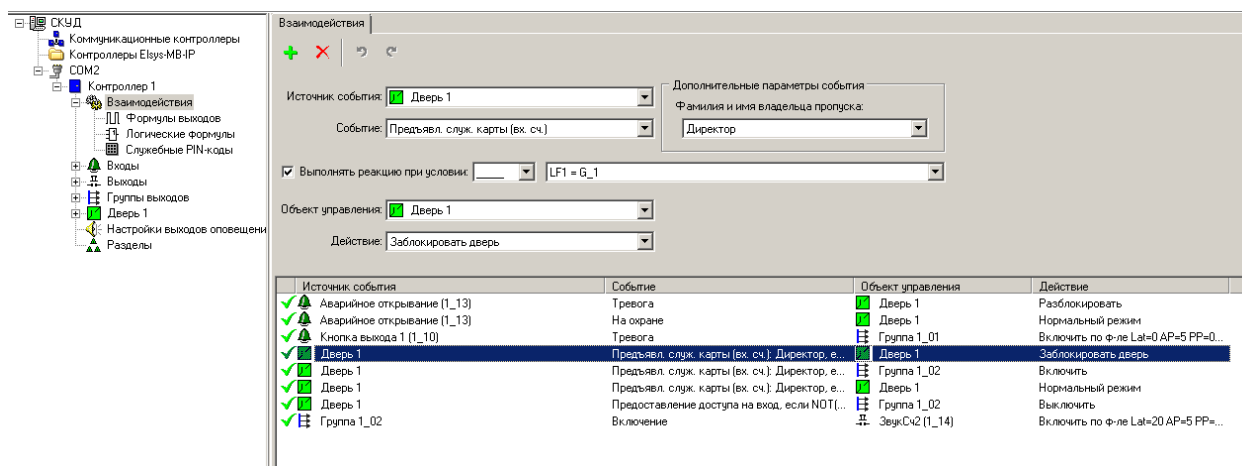 СКУД
Коммуникационные контроллеры
Контроллеры Elsys-MB-IP
COM2
Контроллер 1
Взаимодействия
Формулы выходов
Логические формулы
Служебные PIN-коды
Входы
Выходы
Группы выходов
Дверь 1
Настройки выходов оповещени
Разделы
Взаимодействия
Источник события: Дверь 1
Событие: Предъявл. служ. карты (вх. сч.)
Дополнительные параметры события
Фамилия и имя владельца пропуска:
Директор
Выполнять реакцию при условии: ____ LF1 = G_1
Объект управления: Дверь 1
Действие: Заблокировать дверь
Источник события Событие Объект управления Действие
Аварийное открывание (1_13) Тревога Дверь 1 Разблокировать
Аварийное открывание (1_13) На охране Дверь 1 Нормальный режим
Кнопка выхода 1 (1_10) Тревога Группа 1_01 Включить по ф-ле Lat=0 AP=5 PP=0...
Дверь 1 Предъявл. служ. карты (вх. сч.): Директор, е... Дверь 1 Заблокировать дверь
Дверь 1 Предъявл. служ. карты (вх. сч.): Директор, е... Группа 1_02 Включить
Дверь 1 Предъявл. служ. карты (вх. сч.): Директор, е... Дверь 1 Нормальный режим
Дверь 1 Предоставление доступа на вход, если NOT(... Группа 1_02 Выключить
Группа 1_02 Включение ЗвукСч2 (1_14) Включить по ф-ле Lat=20 AP=5 PP=...